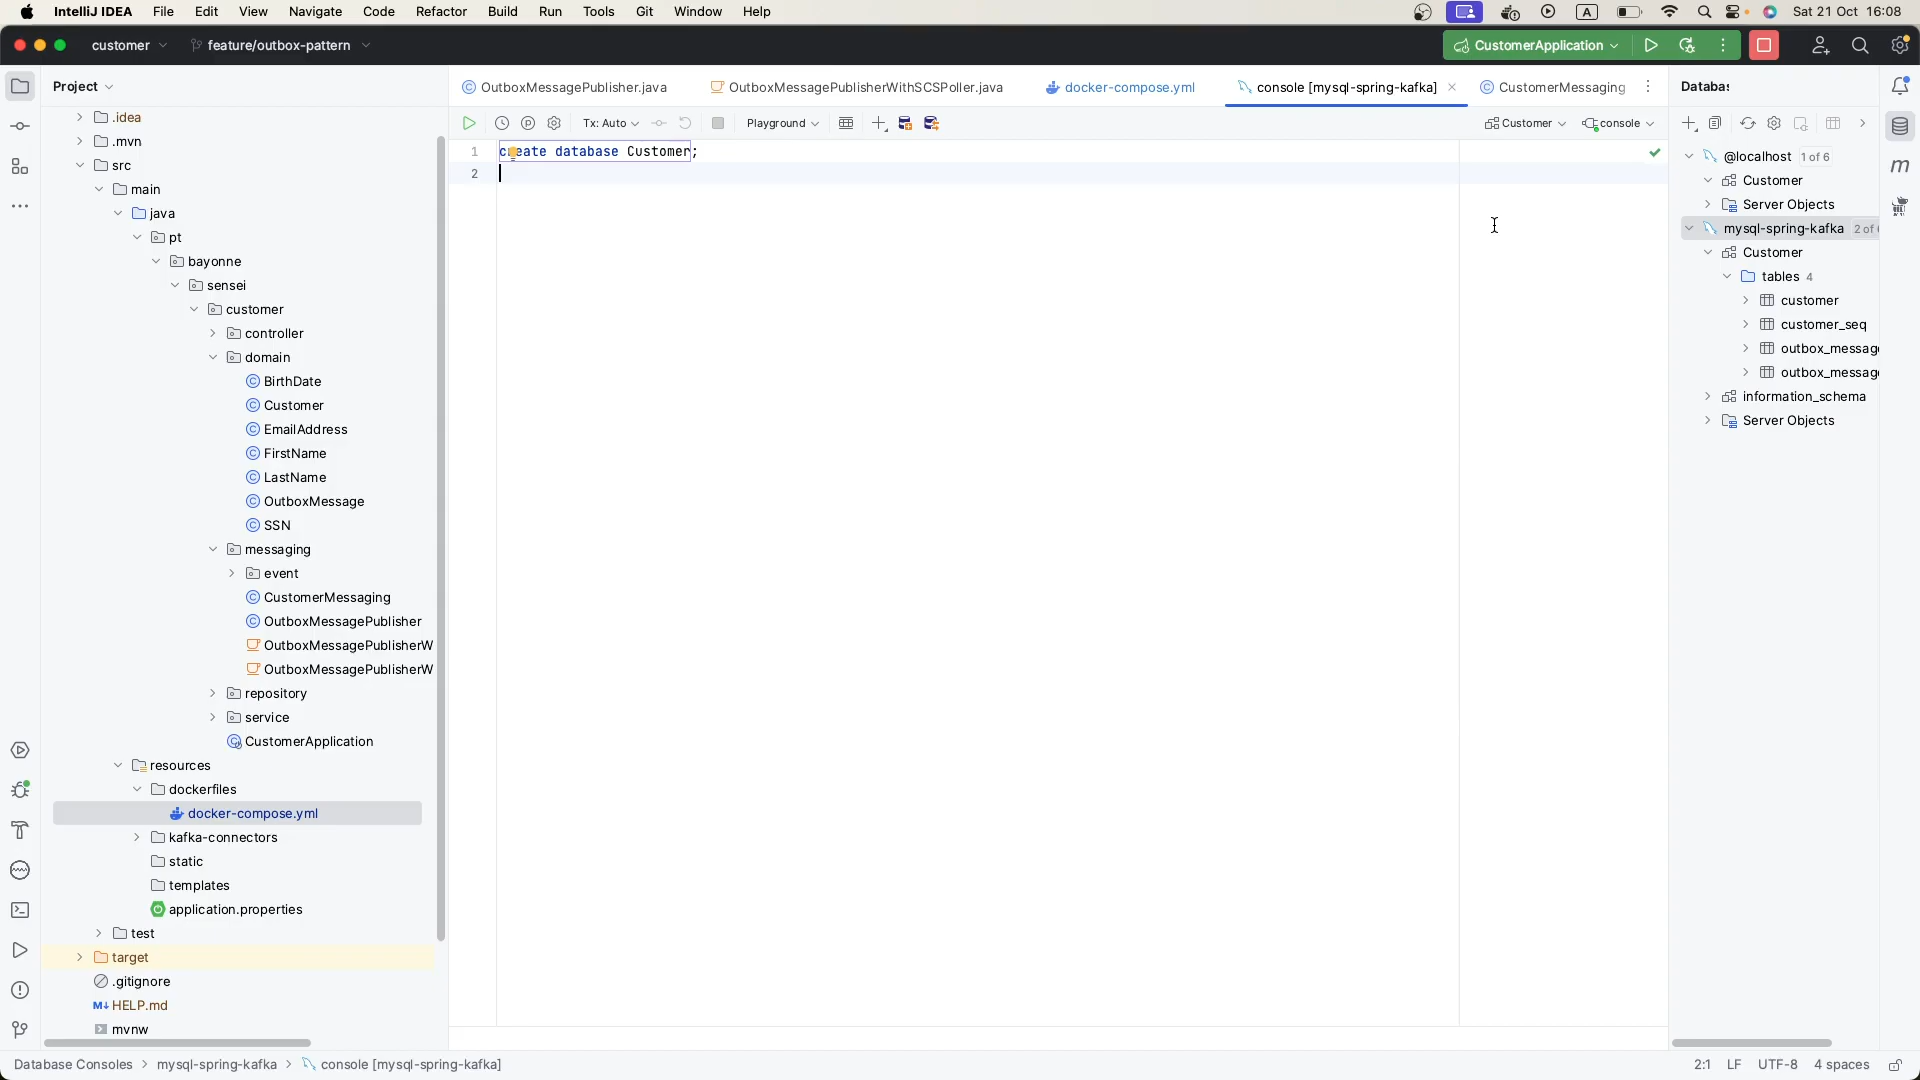 IntelliJ IDEA File Edit View Navigate Code Refactor Build Run Tools Git Window Help A Sat 21 Oct 16:08
customer feature/outbox-pattern CustomerApplication
Project
.idea
.mvn
src
main
java
pt
bayonne
sensei
customer
controller
domain
BirthDate
Customer
EmailAddress
FirstName
LastName
OutboxMessage
SSN
messaging
event
CustomerMessaging
OutboxMessagePublisher
OutboxMessagePublisherW
OutboxMessagePublisherW
repository
service
CustomerApplication
resources
dockerfiles
docker-compose.yml
kafka-connectors
static
templates
application.properties
test
target
.gitignore
M↓ HELP.md
mvnw
OutboxMessagePublisher.java OutboxMessagePublisherWithSCSPoller.java docker-compose.yml console [mysql-spring-kafka] CustomerMessaging
Tx: Auto Playground Customer console
1 create database Customer;
2
Databas
@localhost 1 of 6
Customer
Server Objects
mysql-spring-kafka 2 of
Customer
tables 4
customer
customer_seq
outbox_messag
outbox_messag
information_schema
Server Objects
m
Database Consoles > mysql-spring-kafka > console [mysql-spring-kafka] 2:1 LF UTF-8 4 spaces